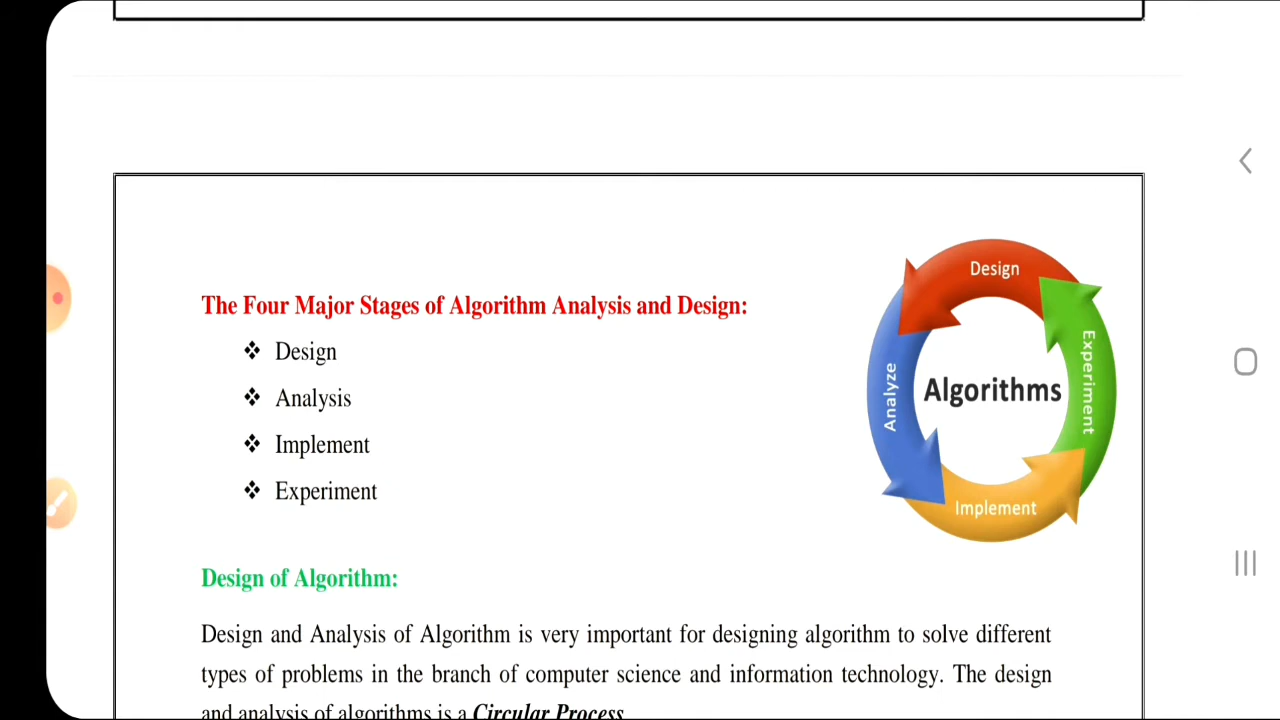 The Four Major Stages of Algorithm Analysis and Design:
Design
Analysis
Implement
Experiment
Design
Analyze
Algorithms
Experiment
Implement
Design of Algorithm:
Design and Analysis of Algorithm is very important for designing algorithm to solve different
types of problems in the branch of computer science and information technology. The design
and analysis of algorithms is a Circular Process